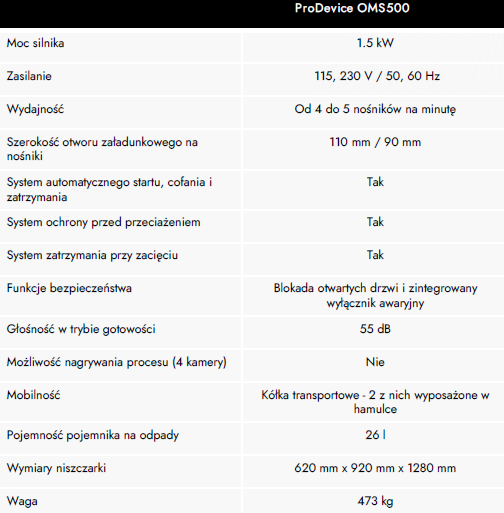 ProDevice OMS500
Moc silnika 1.5 kW
Zasilanie 115, 230 V / 50, 60 Hz
Wydajność Od 4 do 5 nośników na minutę
Szerokość otworu załadunkowego na
nośniki 110 mm / 90 mm
System automatycznego startu, cofania i
zatrzymania Tak
System ochrony przed przeciażeniem Tak
System zatrzymania przy zacięciu Tak
Funkcje bezpieczeństwa Blokada otwartych drzwi i zintegrowany
wyłącznik awaryjny
Głośność w trybie gotowości 55 dB
Możliwość nagrywania procesu (4 kamery) Nie
Mobilność Kółka transportowe - 2 z nich wyposażone w
hamulce
Pojemność pojemnika na odpady 26 l
Wymiary niszczarki 620 mm x 920 mm x 1280 mm
Waga 473 kg